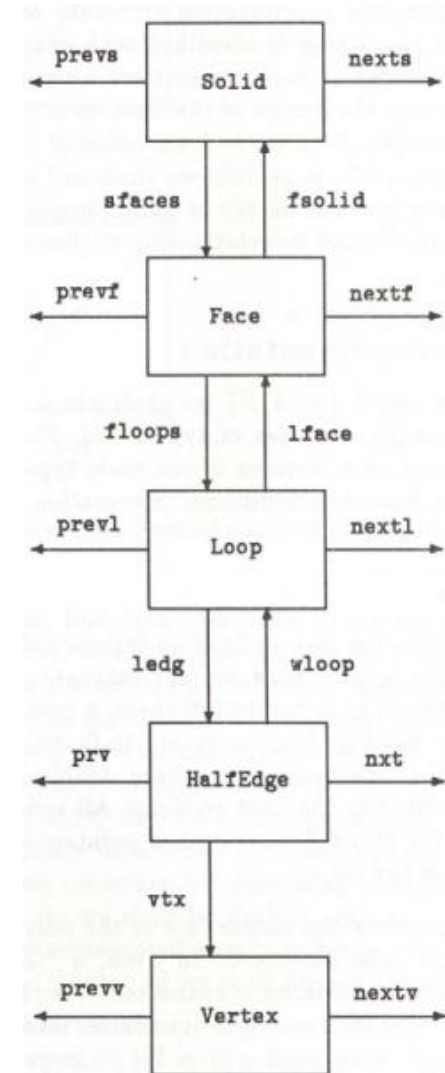 prevs nexts
Solid
sfaces fsolid
prevf nextf
Face
floops lface
prevl nextl
Loop
ledg wloop
prv nxt
HalfEdge
vtx
prevv nextv
Vertex